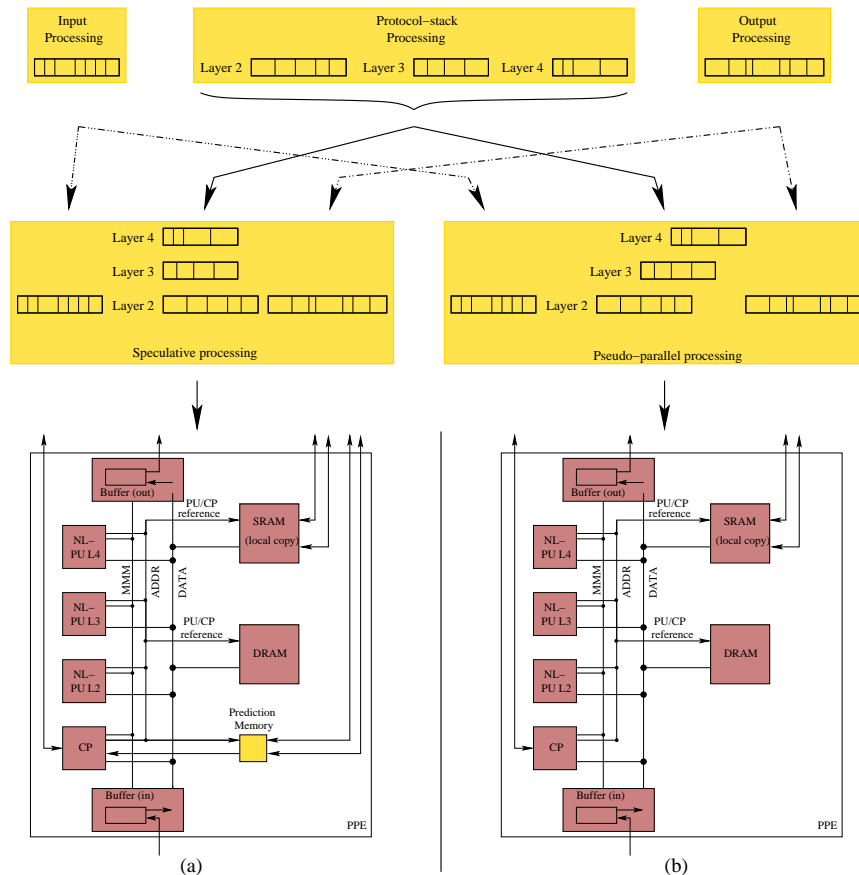 Input
Processing
Protocol−stack
Processing
Layer 2
Layer 3
Layer 4
Output
Processing
Layer 4
Layer 3
Layer 2
Speculative processing
Layer 4
Layer 3
Layer 2
Pseudo−parallel processing
Buffer (out)
PU/CP
reference
SRAM
(local copy)
NL−
PU L4
MMM
ADDR
DATA
NL−
PU L3
PU/CP
reference
DRAM
NL−
PU L2
Prediction
Memory
CP
Buffer (in)
PPE
(a)
Buffer (out)
PU/CP
reference
SRAM
(local copy)
NL−
PU L4
MMM
ADDR
DATA
NL−
PU L3
PU/CP
reference
DRAM
NL−
PU L2
CP
Buffer (in)
PPE
(b)